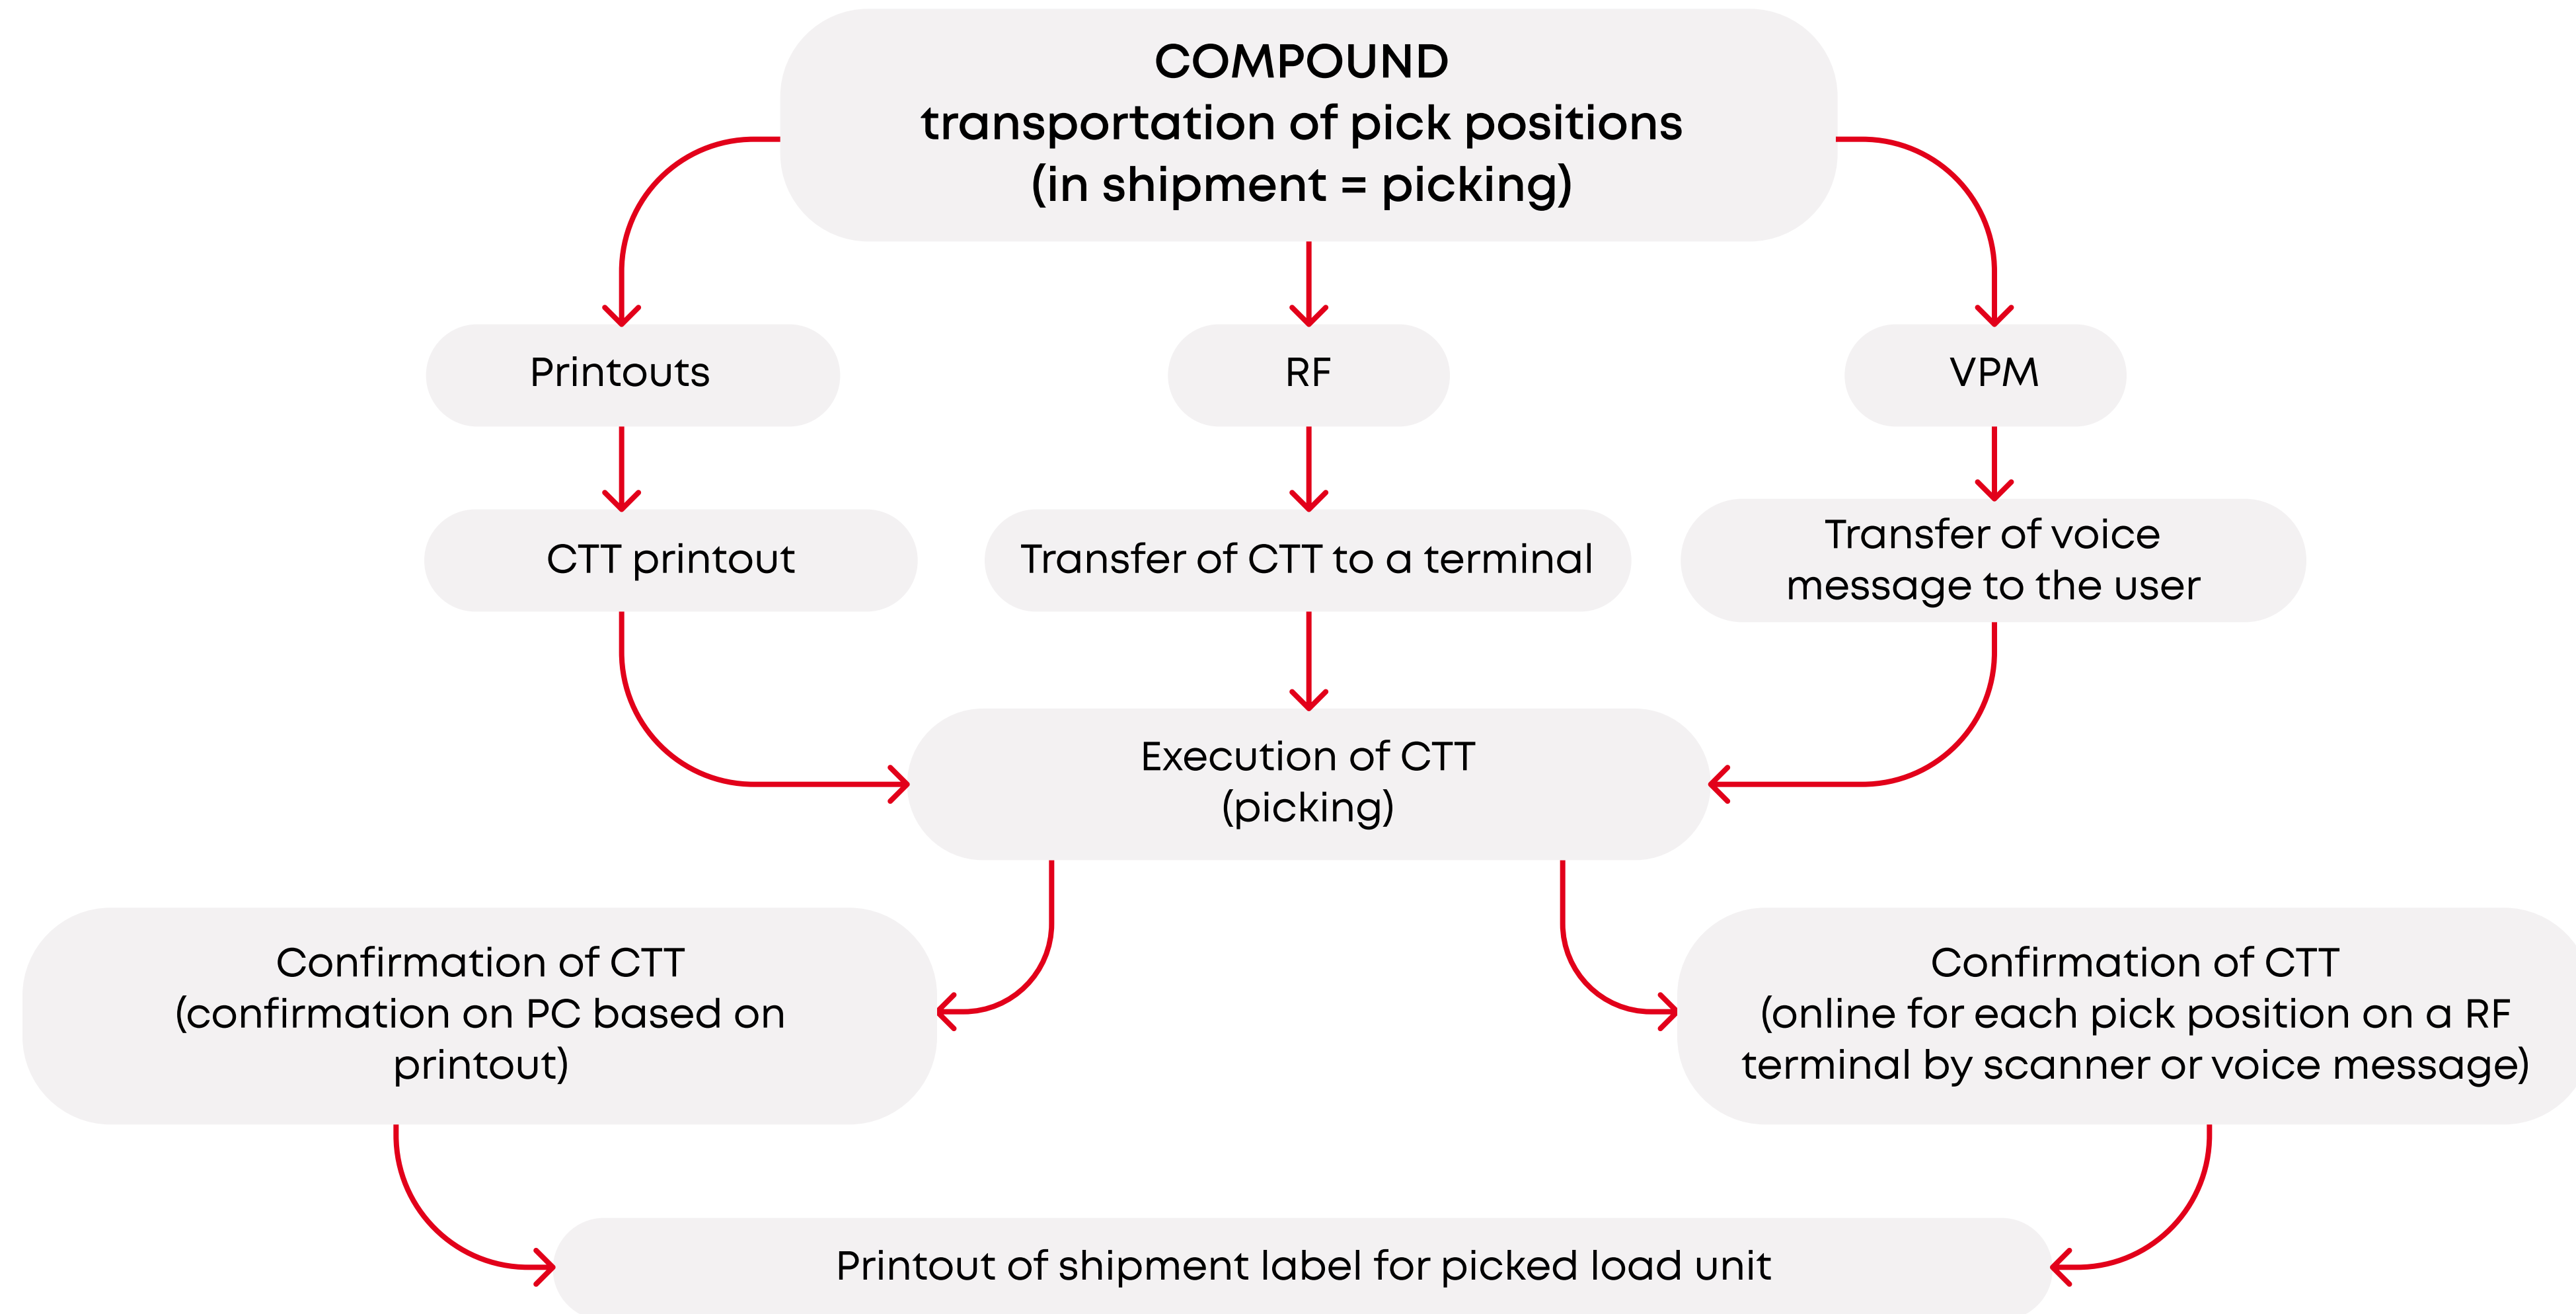 COMPOUND
transportation of pick positions
(in shipment = picking)
Printouts
RF
VPM
CTT printout
Transfer of CTT to a terminal
Transfer of voice
message to the user
Execution of CTT
(picking)
Confirmation of CTT
(confirmation on PC based on
printout)
Confirmation of CTT
(online for each pick position on a RF
terminal by scanner or voice message)
Printout of shipment label for picked load unit